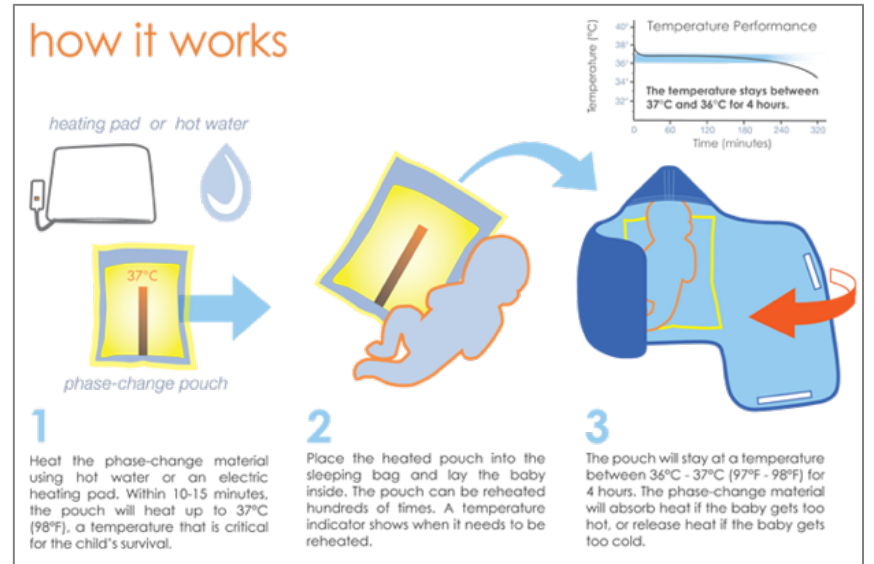 how it works
Temperature Performance
Temperature (°C)
40°
38°
36°
34°
32°
The temperature stays between
37°C and 36°C for 4 hours.
0 60 120 180 240 320
Time (minutes)
heating pad or hot water
37°C
phase-change pouch
1
Heat the phase-change material
using hot water or an electric
heating pad. Within 10-15 minutes,
the pouch will heat up to 37°C
(98°F), a temperature that is critical
for the child's survival.
2
Place the heated pouch into the
sleeping bag and lay the baby
inside. The pouch can be reheated
hundreds of times. A temperature
indicator shows when it needs to be
reheated.
3
The pouch will stay at a temperature
between 36°C - 37°C (97°F - 98°F) for
4 hours. The phase-change material
will absorb heat if the baby gets too
hot, or release heat if the baby gets
too cold.